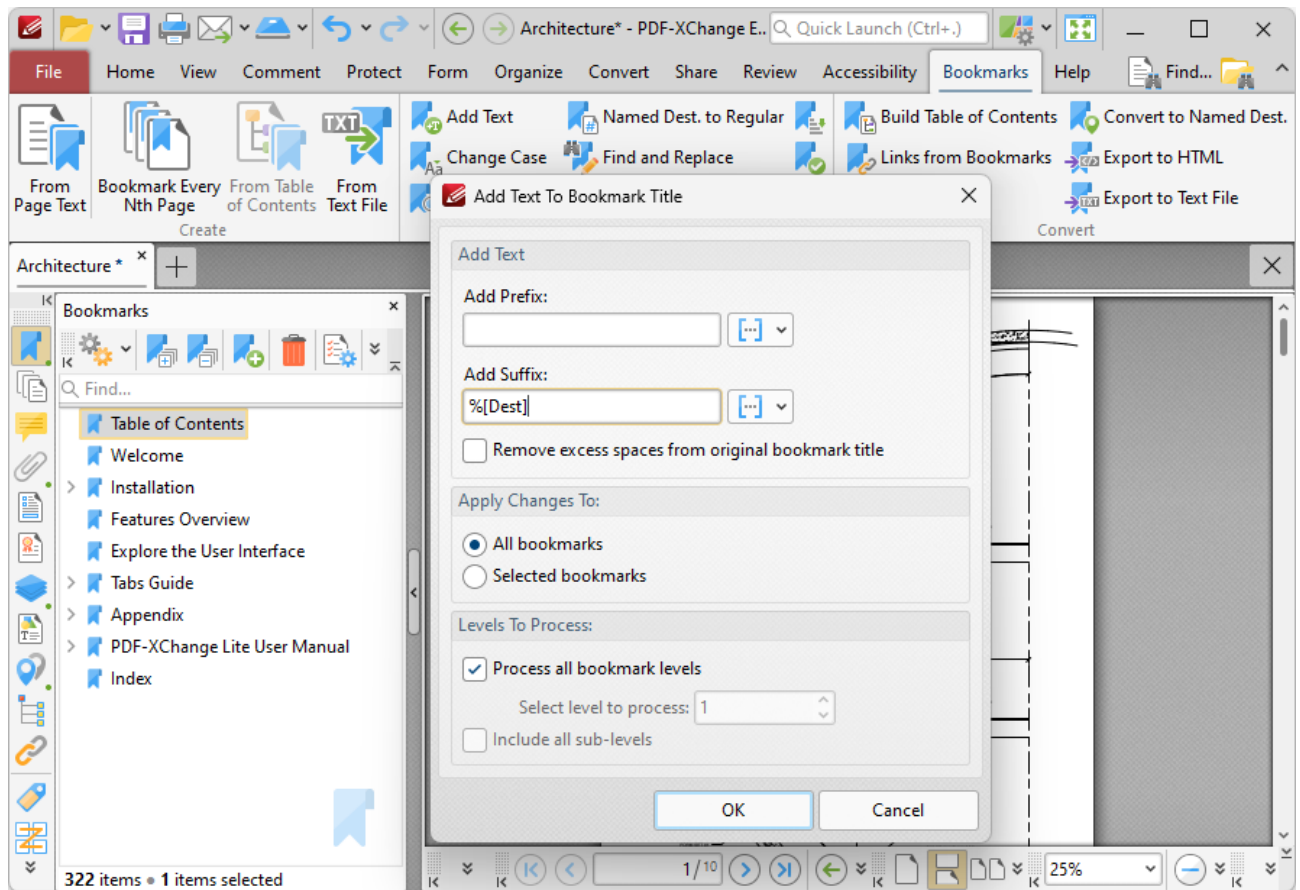 Architecture* - PDF-XChange E.. Quick Launch (Ctrl+.)
File Home View Comment Protect Form Organize Convert Share Review Accessibility Bookmarks Help Find...
From Page Text
Bookmark Every Nth Page
From Table of Contents
TXT
From Text File
Create
Add Text
Aä Change Case
Named Dest. to Regular
Find and Replace
Build Table of Contents
Links from Bookmarks
Convert to Named Dest.
Export to HTML
TXT Export to Text File
Convert
Architecture *
Bookmarks
Find...
Table of Contents
Welcome
Installation
Features Overview
Explore the User Interface
Tabs Guide
Appendix
PDF-XChange Lite User Manual
Index
322 items • 1 items selected
Add Text To Bookmark Title
Add Text
Add Prefix:
Add Suffix:
%[Dest]
Remove excess spaces from original bookmark title
Apply Changes To:
All bookmarks
Selected bookmarks
Levels To Process:
Process all bookmark levels
Select level to process: 1
Include all sub-levels
OK Cancel
1/10
25%